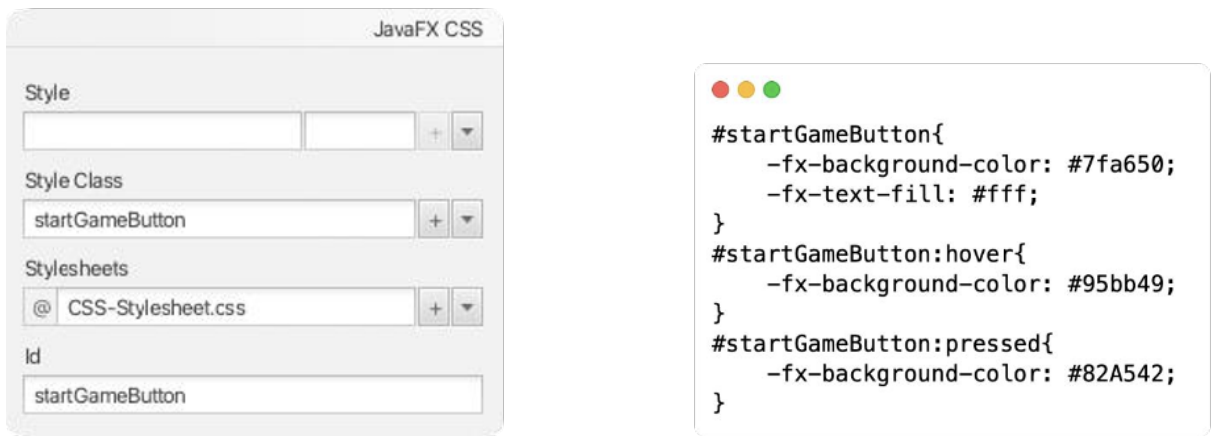 JavaFX CSS
Style
+
Style Class
startGameButton
+
Stylesheets
@ CSS-Stylesheet.css
+
Id
startGameButton
#startGameButton{
    -fx-background-color: #7fa650;
    -fx-text-fill: #fff;
}
#startGameButton:hover{
    -fx-background-color: #95bb49;
}
#startGameButton:pressed{
    -fx-background-color: #82A542;
}